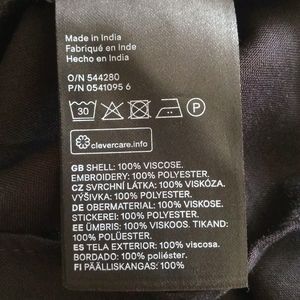 Made in India
Fabriqué en Inde
Hecho en India
O/N 544280
P/N 0541095 6
30
P
clevercare.info
GB SHELL: 100% VISCOSE.
EMBROIDERY: 100% POLYESTER.
CZ SVRCHNÍ LÁTKA: 100% VISKÓZA.
VÝŠIVKA: 100% POLYESTER.
DE OBERMATERIAL: 100% VISKOSE.
STICKEREI: 100% POLYESTER.
EE ÜMBRIS: 100% VISKOOS. TIKAND:
100% POLÜESTER.
ES TELA EXTERIOR: 100% viscosa.
BORDADO: 100% poliéster.
FI PÄÄLLISKANGAS: 100%